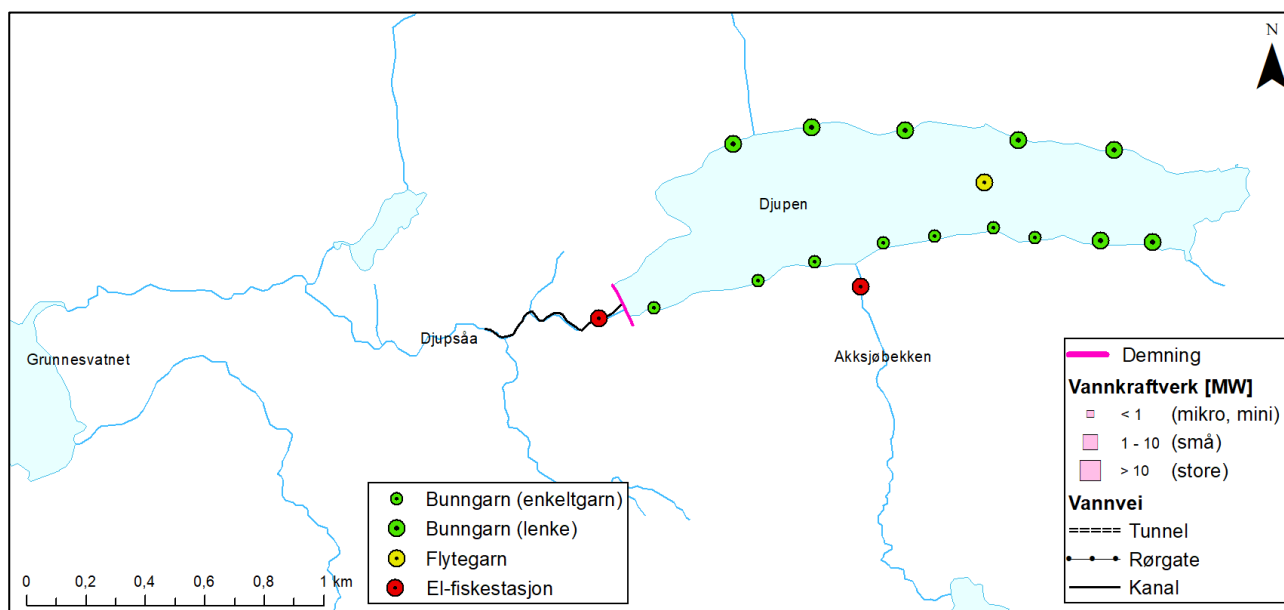 N
Djupen
Djupsåa
Grunnesvatnet
Akksjøbekken
Demning
Vannkraftverk [MW]
< 1 (mikro, mini)
1 - 10 (små)
> 10 (store)
Vannvei
Tunnel
Rørgate
Kanal
Bunngarn (enkeltgarn)
Bunngarn (lenke)
Flytegarn
El-fiskestasjon
0 0,2 0,4 0,6 0,8 1 km